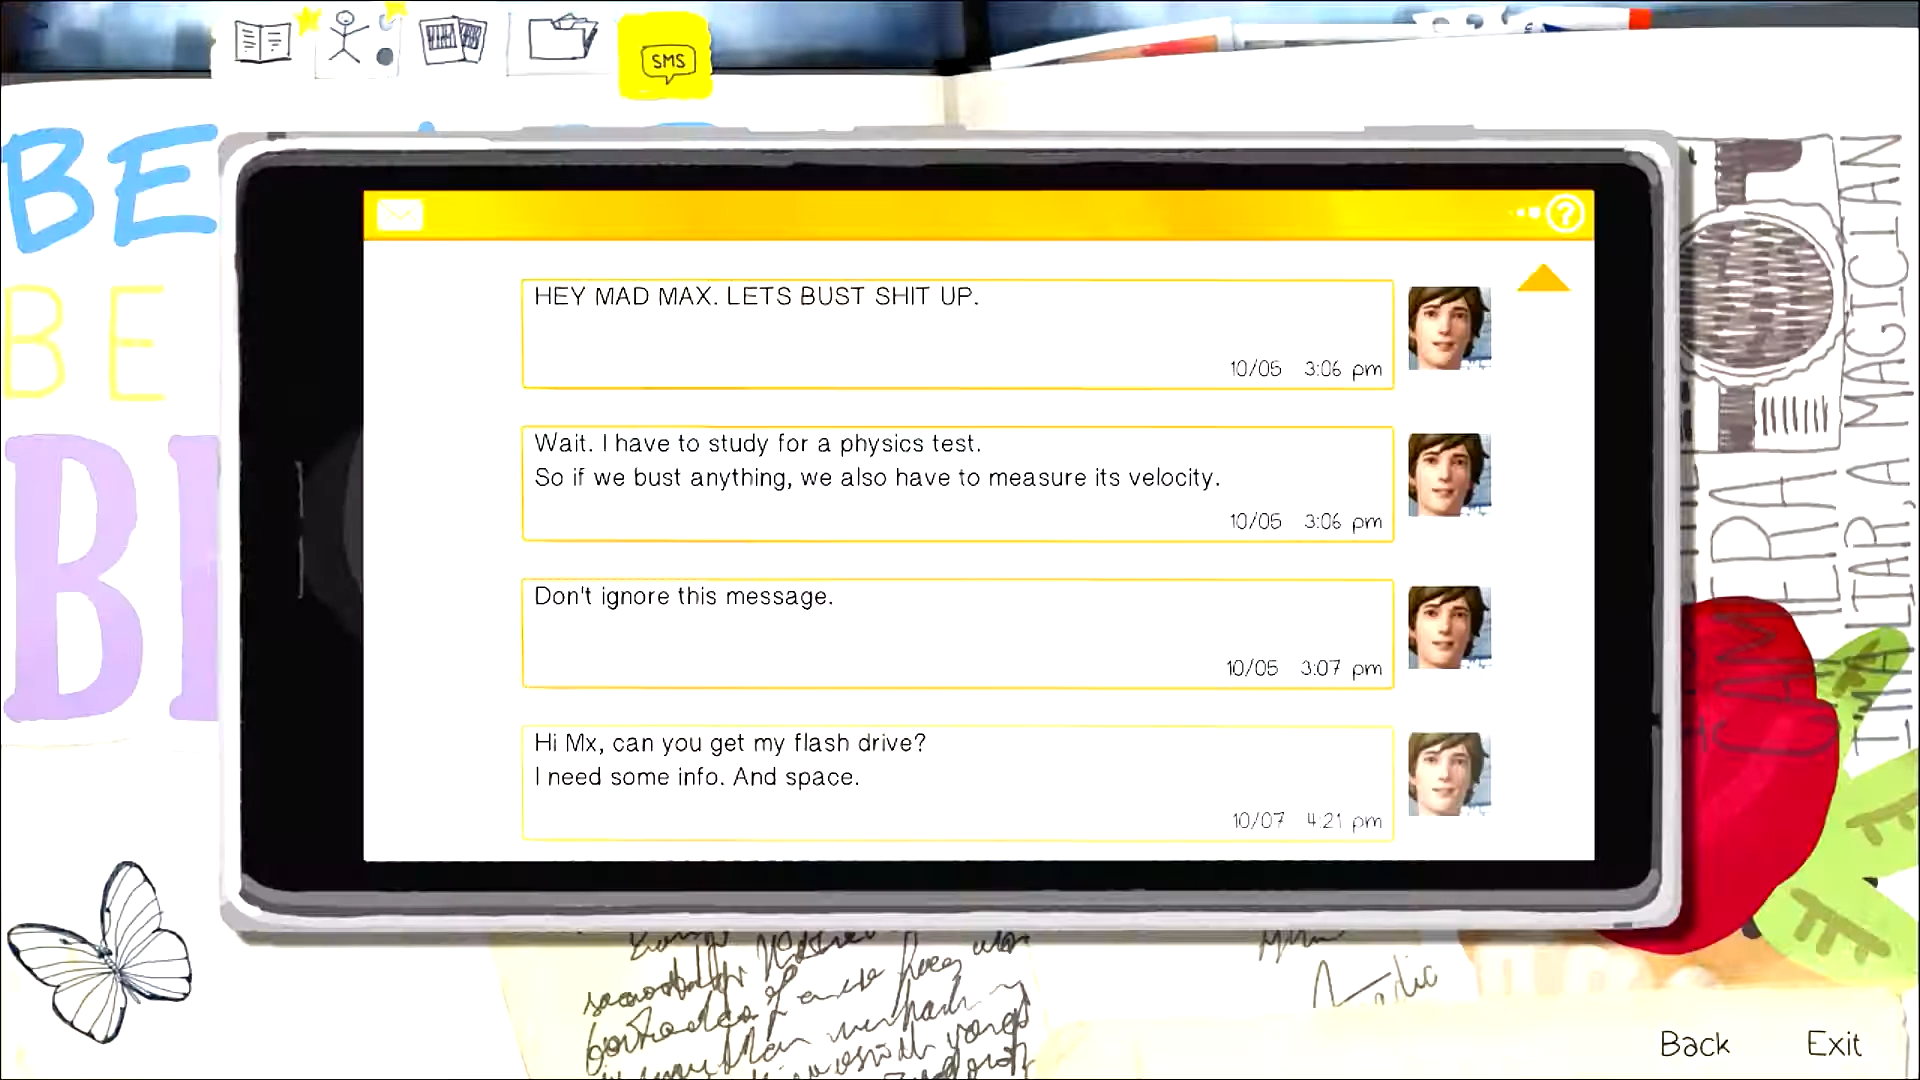 SMS
BE
BE
HEY MAD MAX. LETS BUST SHIT UP.
10/05 3:06 pm
Wait. I have to study for a physics test.
So if we bust anything, we also have to measure its velocity.
10/05 3:06 pm
Don't ignore this message.
10/05 3:07 pm
Hi Mx, can you get my flash drive?
I need some info. And space.
10/07 4:21 pm
CAMERA
LIAR, A MAGICIAN
Back
Exit